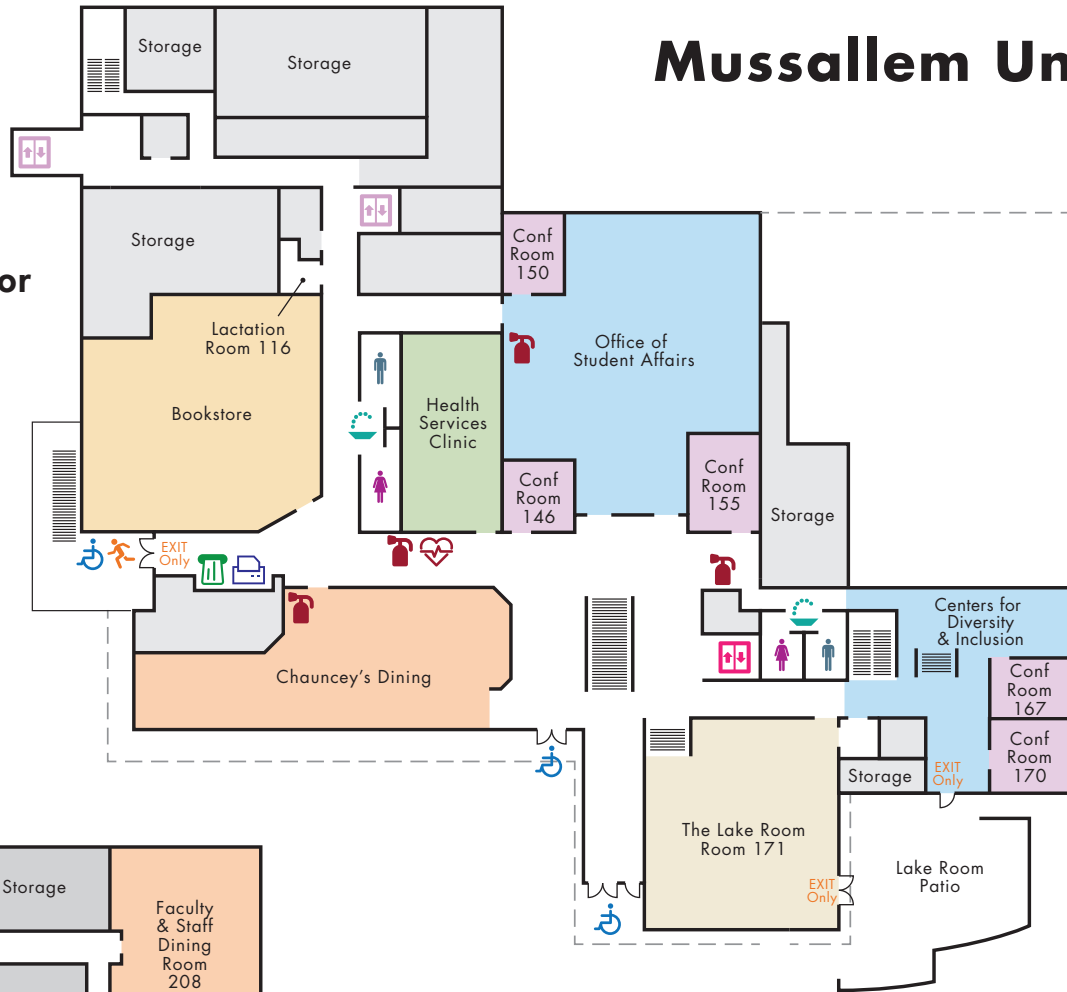 Mussallem Un
Storage
Storage
Storage
or
Lactation
Room 116
Bookstore
Conf
Room
150
Office of
Student Affairs
Health
Services
Clinic
Conf
Room
146
Conf
Room
155
Storage
EXIT
Only
Chauncey's Dining
Centers for
Diversity
& Inclusion
Conf
Room
167
Conf
Room
170
Storage
EXIT
Only
The Lake Room
Room 171
EXIT
Only
Lake Room
Patio
Storage
Faculty
& Staff
Dining
Room
208